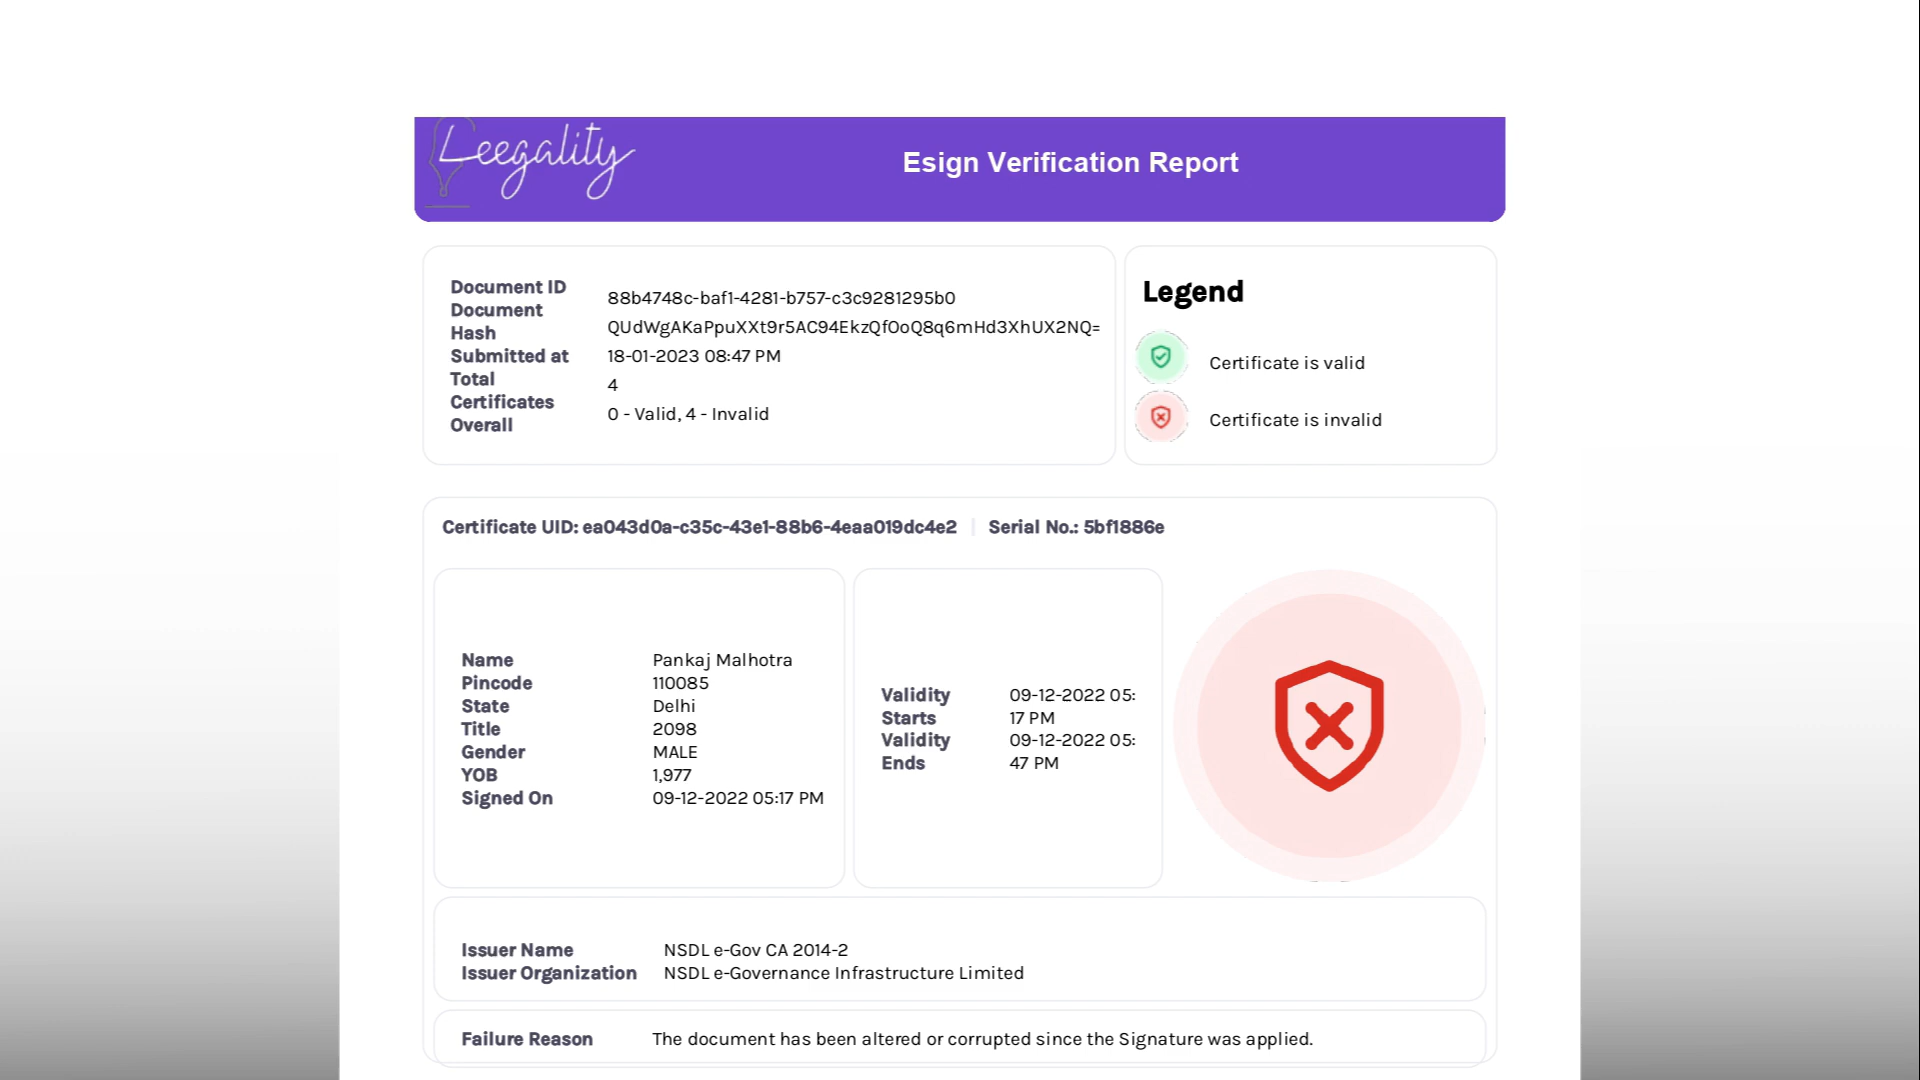 Leegality
Esign Verification Report
Document ID
Document
Hash
Submitted at
Total
Certificates
Overall
88b4748c-baf1-4281-b757-c3c9281295b0
QUdWgAKaPpuXXt9r5AC94EkzQfOoQ8q6mHd3XhUX2NQ=
18-01-2023 08:47 PM
4
0 - Valid, 4 - Invalid
Legend
Certificate is valid
Certificate is invalid
Certificate UID: ea043d0a-c35c-43e1-88b6-4eaa019dc4e2 | Serial No.: 5bf1886e
Name Pankaj Malhotra
Pincode 110085
State Delhi
Title 2098
Gender MALE
YOB 1,977
Signed On 09-12-2022 05:17 PM
Validity 09-12-2022 05:
Starts 17 PM
Validity 09-12-2022 05:
Ends 47 PM
Issuer Name NSDL e-Gov CA 2014-2
Issuer Organization NSDL e-Governance Infrastructure Limited
Failure Reason The document has been altered or corrupted since the Signature was applied.